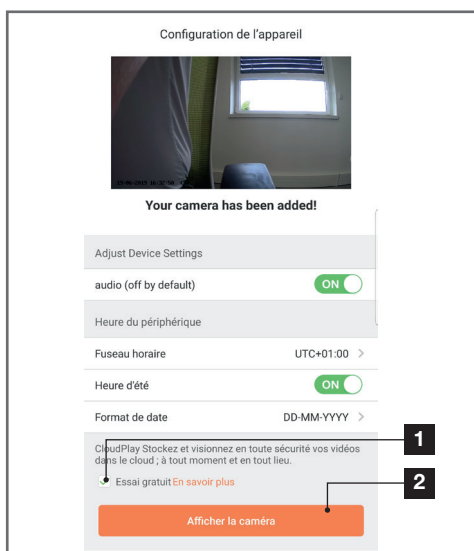 Configuration de l'appareil
Your camera has been added!
Adjust Device Settings
audio (off by default)
ON
Heure du périphérique
Fuseau horaire
UTC+01:00 >
Heure d'été
ON
Format de date
DD-MM-YYYY >
CloudPlay Stockez et visionnez en toute sécurité vos vidéos
dans le cloud ; à tout moment et en tout lieu.
1
Essai gratuit En savoir plus
2
Afficher la caméra